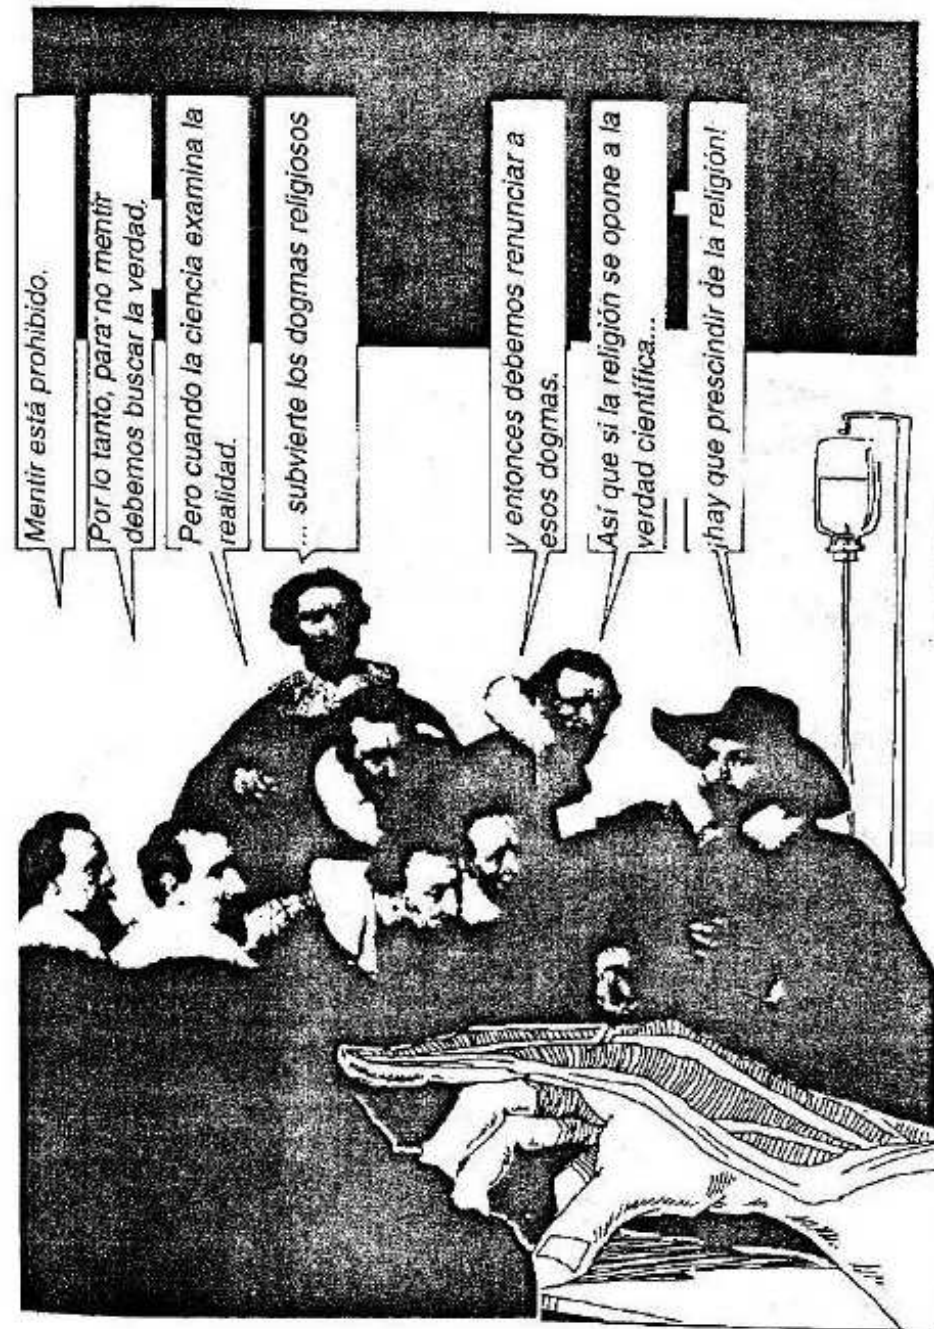 Mentir está prohibido.
Por lo tanto, para no mentir
debemos buscar la verdad.
Pero cuando la ciencia examina la
realidad.
... subvierte los dogmas religiosos
y entonces debemos renunciar a
esos dogmas.
Así que si la religión se opone a la
verdad científica...
¡hay que prescindir de la religión!